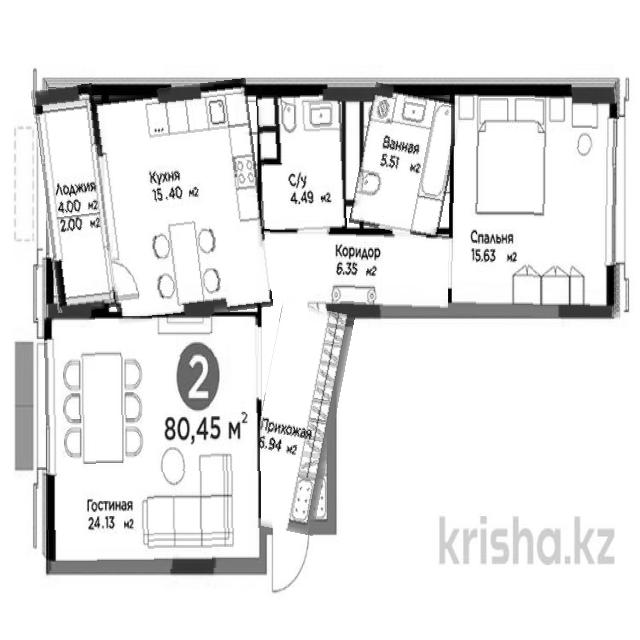 Лоджия
4.00 м2
2.00 м2
Кухня
15.40 м2
С/у
4.49 м2
Ванная
5.51 м2
Спальня
15.63 м2
Коридор
6.35 м2
2
80,45 м2
Прихожая
6.94 м2
Гостиная
24.13 м2
krisha.kz